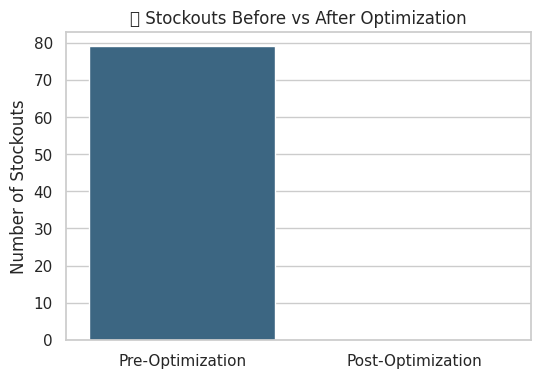 Stockouts Before vs After Optimization
Number of Stockouts
80
70
60
50
40
30
20
10
0
Pre-Optimization
Post-Optimization